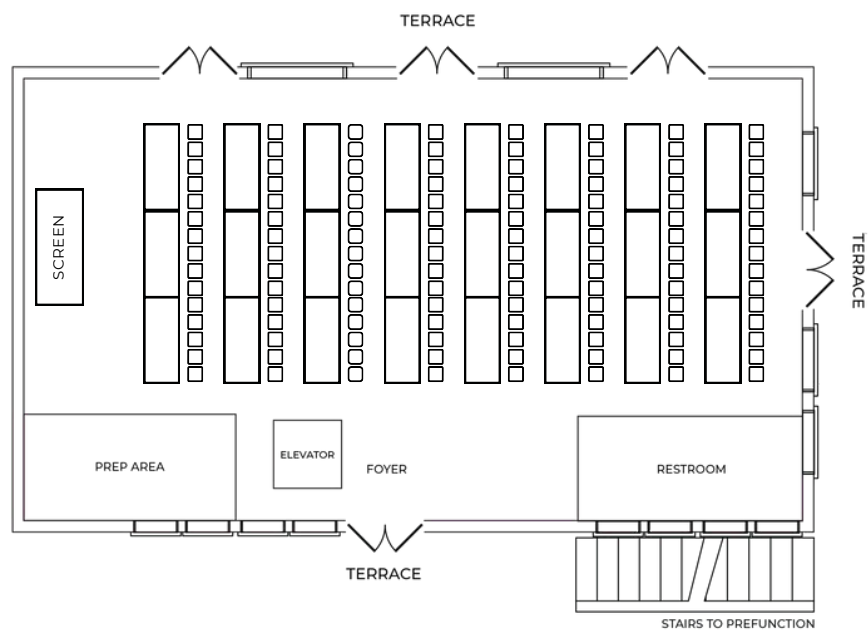 TERRACE
SCREEN
TERRACE
PREP AREA
ELEVATOR
FOYER
RESTROOM
TERRACE
STAIRS TO PREFUNCTION